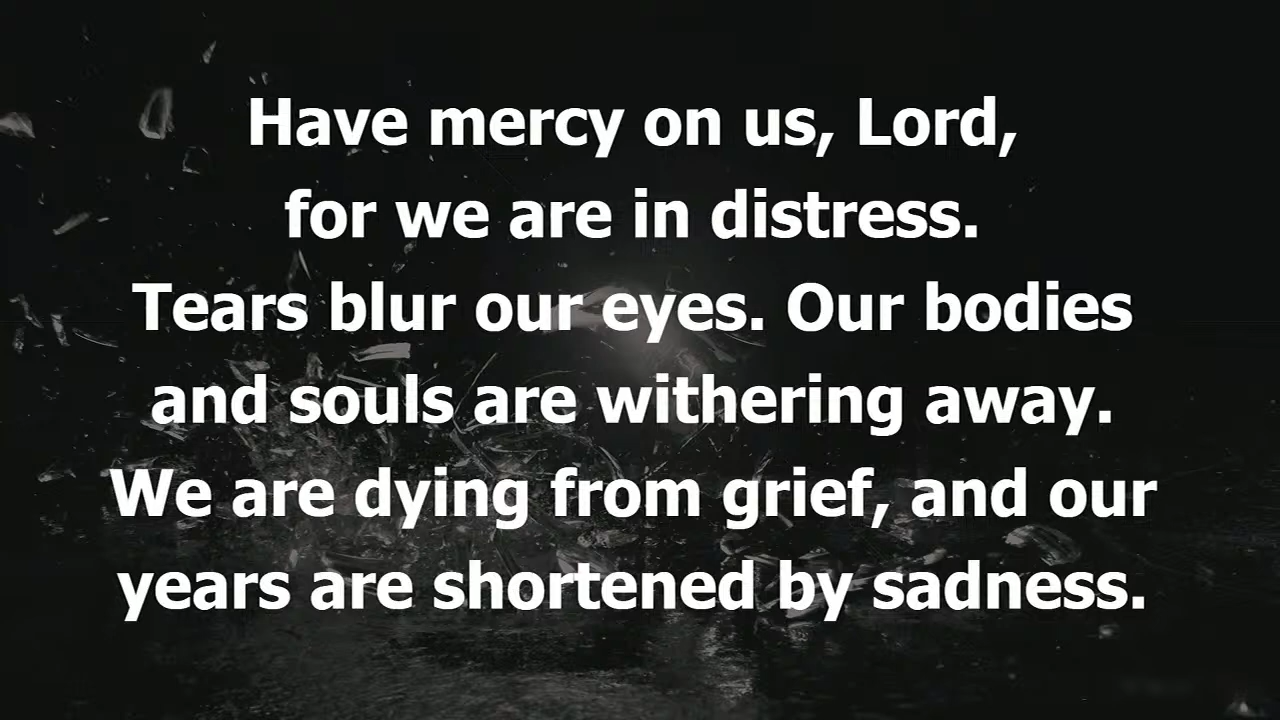 Have mercy on us, Lord,
for we are in distress.
Tears blur our eyes. Our bodies
and souls are withering away.
We are dying from grief, and our
years are shortened by sadness.